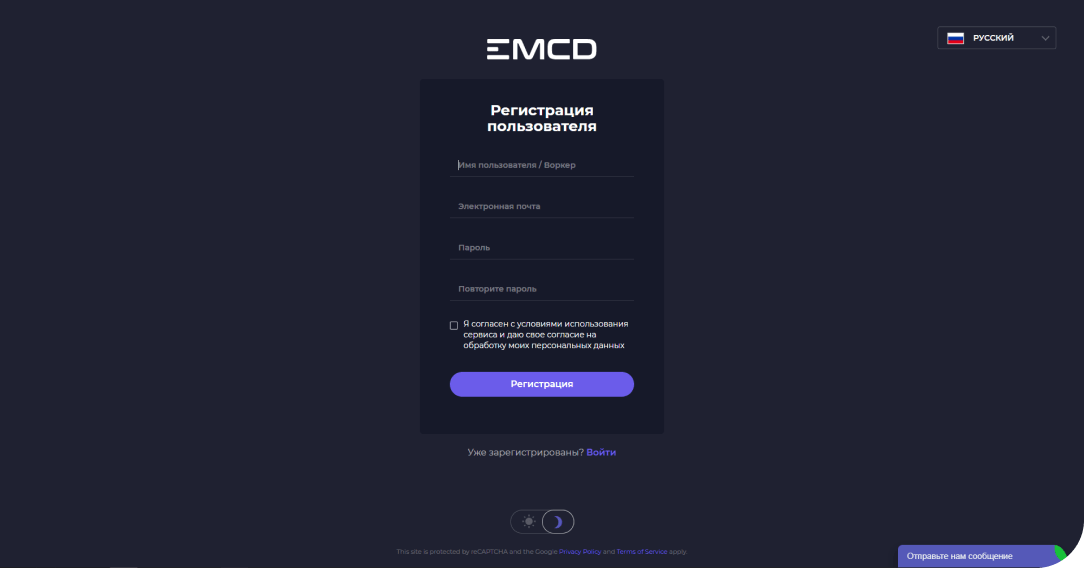 EMCD
РУССКИЙ
Регистрация
пользователя
Имя пользователя / Воркер
Электронная почта
Пароль
Повторите пароль
Я согласен с условиями использования
сервиса и даю свое согласие на
обработку моих персональных данных
Регистрация
Уже зарегистрированы? Войти
This site is protected by reCAPTCHA and the Google Privacy Policy and Terms of Service apply.
Отправьте нам сообщение